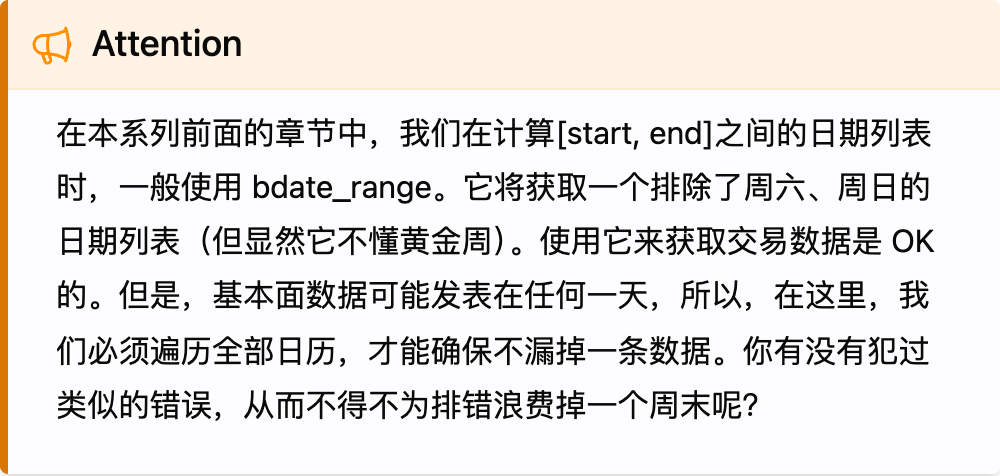 Attention
在本系列前面的章节中，我们在计算[start, end]之间的日期列表
时，一般使用 bdate_range。它将获取一个排除了周六、周日的
日期列表（但显然它不懂黄金周）。使用它来获取交易数据是 OK
的。但是，基本面数据可能发表在任何一天，所以，在这里，我
们必须遍历全部日历，才能确保不漏掉一条数据。你有没有犯过
类似的错误，从而不得不为排错浪费掉一个周末呢？